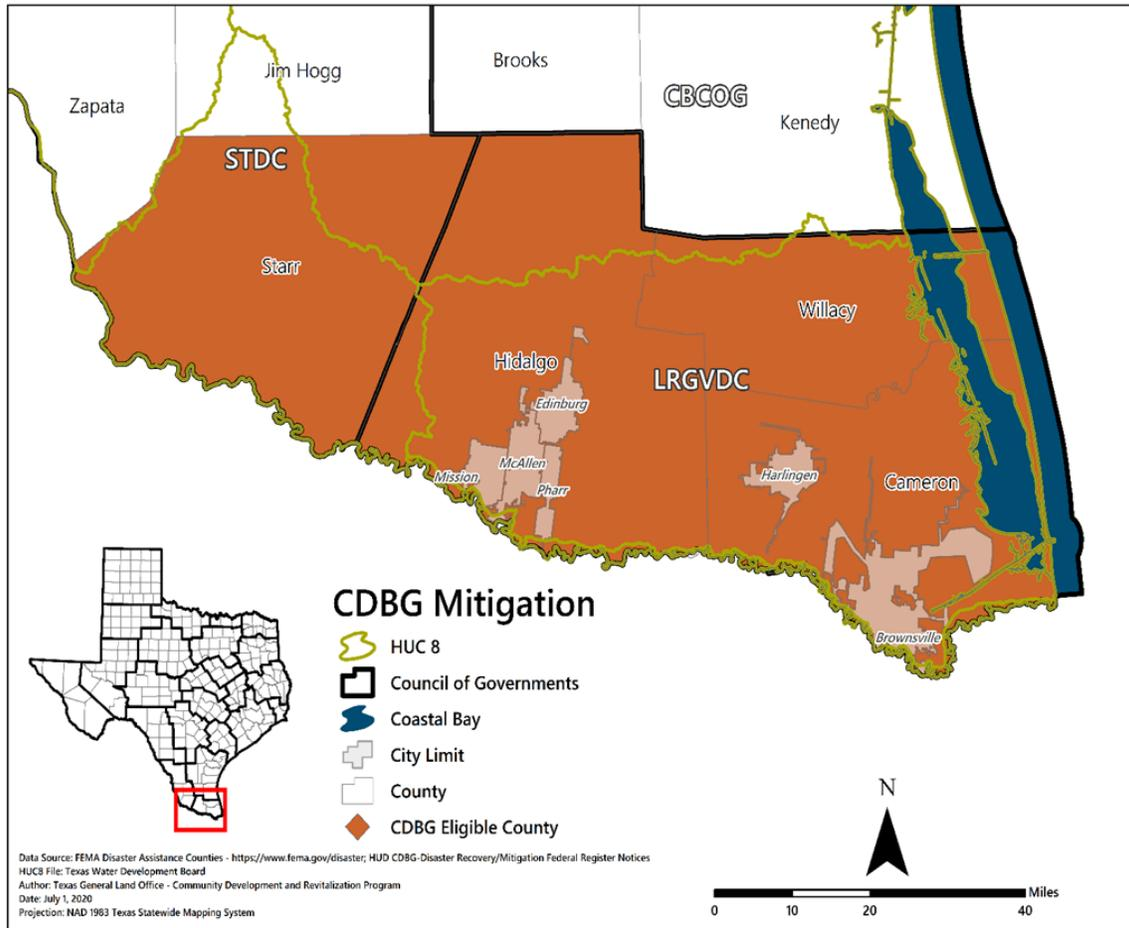 Brooks
Jim Hogg
CBCOG
Zapata
Kenedy
STDC
Starr
Willacy
Hidalgo
LRGVDC
Edinburg
McAllen
Mission
Pharr
Harlingen
Cameron
Brownsville
CDBG Mitigation
HUC 8
Council of Governments
Coastal Bay
City Limit
County
CDBG Eligible County
N
Miles
0 10 20 40
Data Source: FEMA Disaster Assistance Counties - https://www.fema.gov/disaster; HUD CDBG-Disaster Recovery/Mitigation Federal Register Notices
HUC8 File: Texas Water Development Board
Author: Texas General Land Office - Community Development and Revitalization Program
Date: July 1, 2020
Projection: NAD 1983 Texas Statewide Mapping System